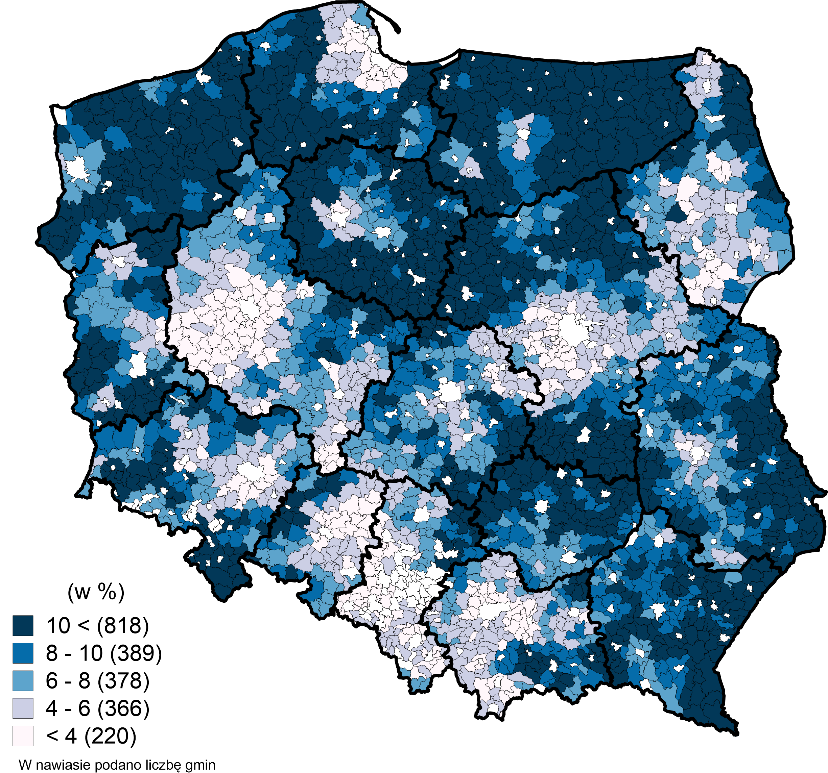 (w %)
10 < (818)
8 - 10 (389)
6 - 8 (378)
4 - 6 (366)
< 4 (220)
W nawiasie podano liczbę gmin